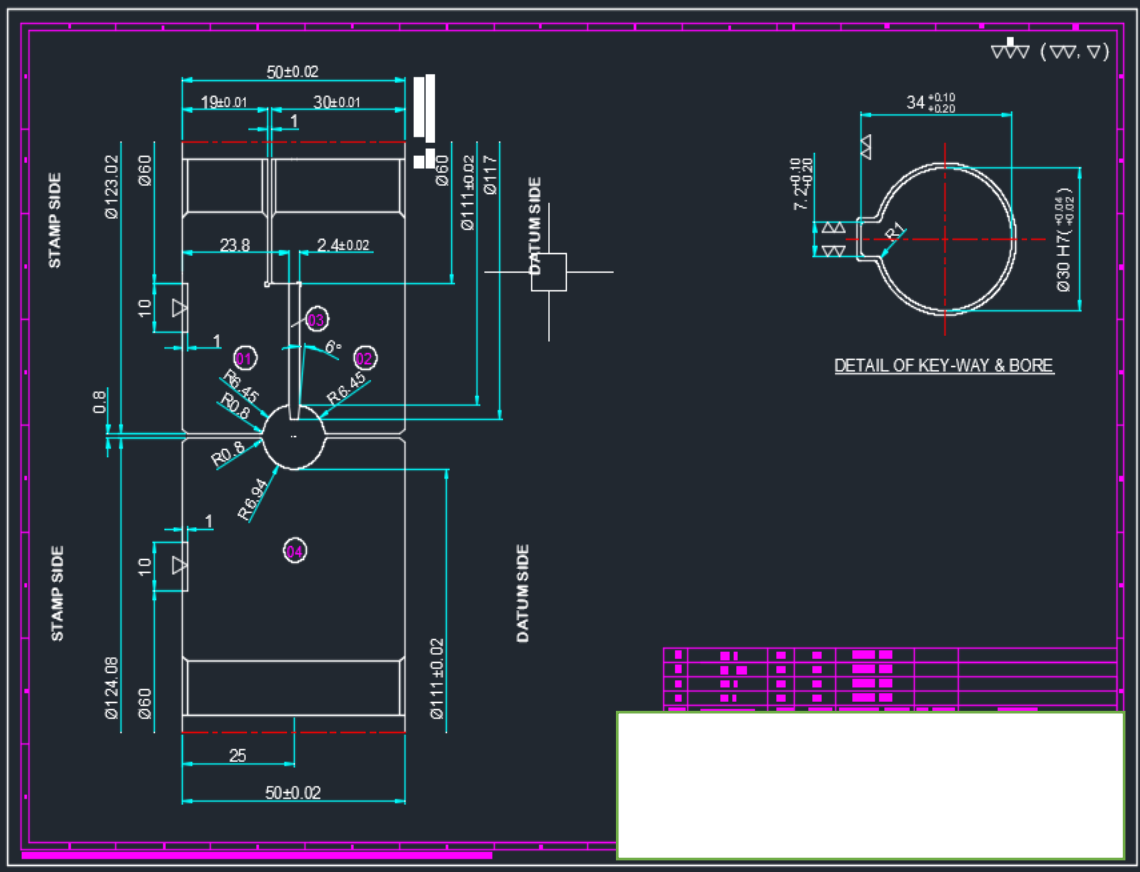 50±0.02
19±0.01
30±0.01
1
Ø123.02
Ø60
STAMP SIDE
Ø60
Ø111±0.02
Ø117
DATUM SIDE
23.8
2.4±0.02
10
1
03
01
02
6°
R6.45
R6.45
R0.8
0.8
R0.8
R6.94
1
10
04
STAMP SIDE
DATUM SIDE
Ø124.08
Ø60
Ø111±0.02
25
50±0.02
34 +0.10 +0.20
7.2 +0.10 +0.20
R1
Ø30 H7( +0.04 +0.02 )
DETAIL OF KEY-WAY & BORE